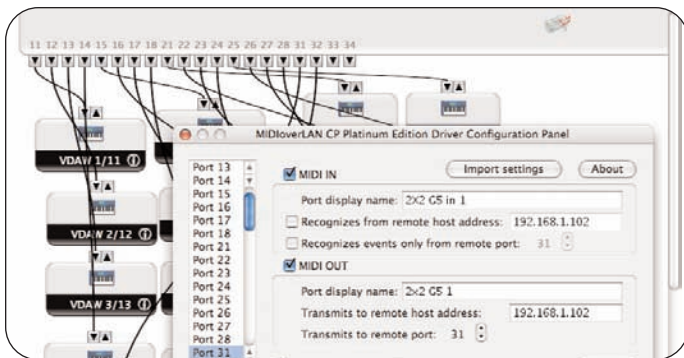 11 12 13 14 15 16 17 18 21 22 23 24 25 26 27 28 31 32 33 34
MIDIoverLAN CP Platinum Edition Driver Configuration Panel
VDAW 1/11
VDAW 2/12
VDAW 3/13
Port 13
Port 14
Port 15
Port 16
Port 17
Port 18
Port 21
Port 22
Port 23
Port 24
Port 25
Port 26
Port 27
Port 28
Port 31
MIDI IN
Import settings
About
Port display name: 2X2 G5 in 1
Recognizes from remote host address: 192.168.1.102
Recognizes events only from remote port: 31
MIDI OUT
Port display name: 2x2 G5 1
Transmits to remote host address: 192.168.1.102
Transmits to remote port: 31